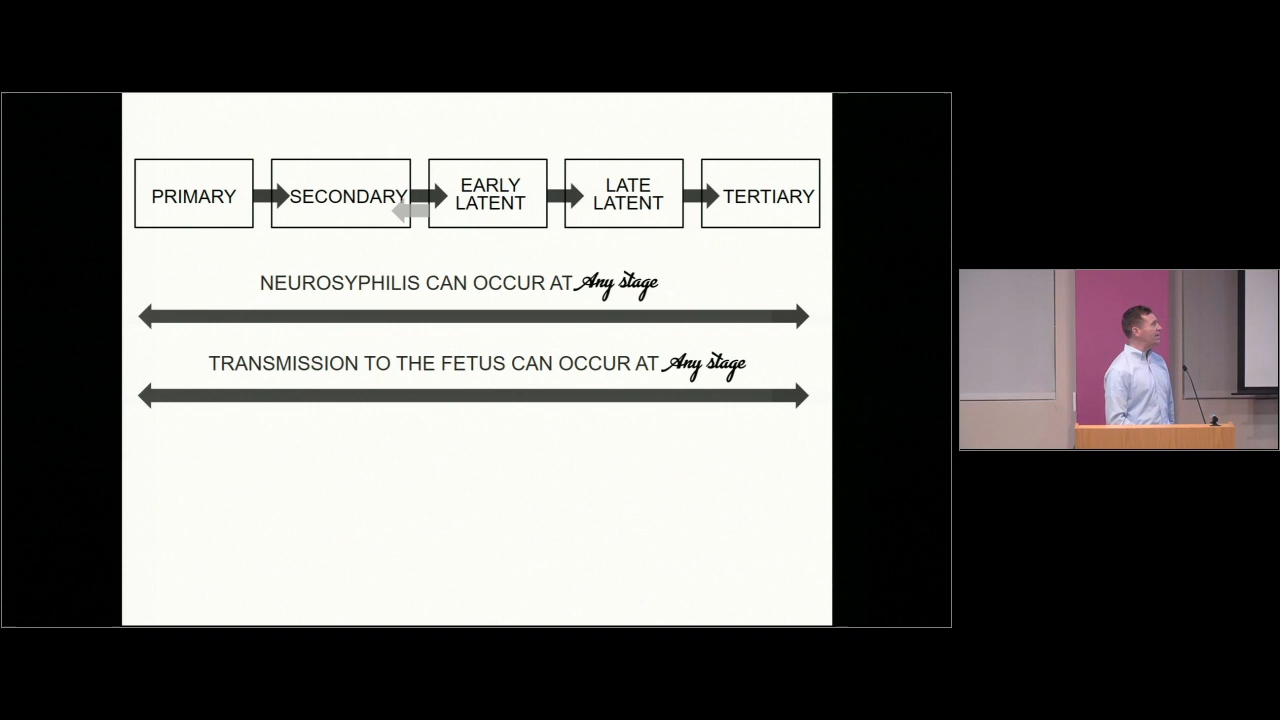 PRIMARY
SECONDARY
EARLY
LATENT
LATE
LATENT
TERTIARY
NEUROSYPHILIS CAN OCCUR AT Any stage
TRANSMISSION TO THE FETUS CAN OCCUR AT Any stage